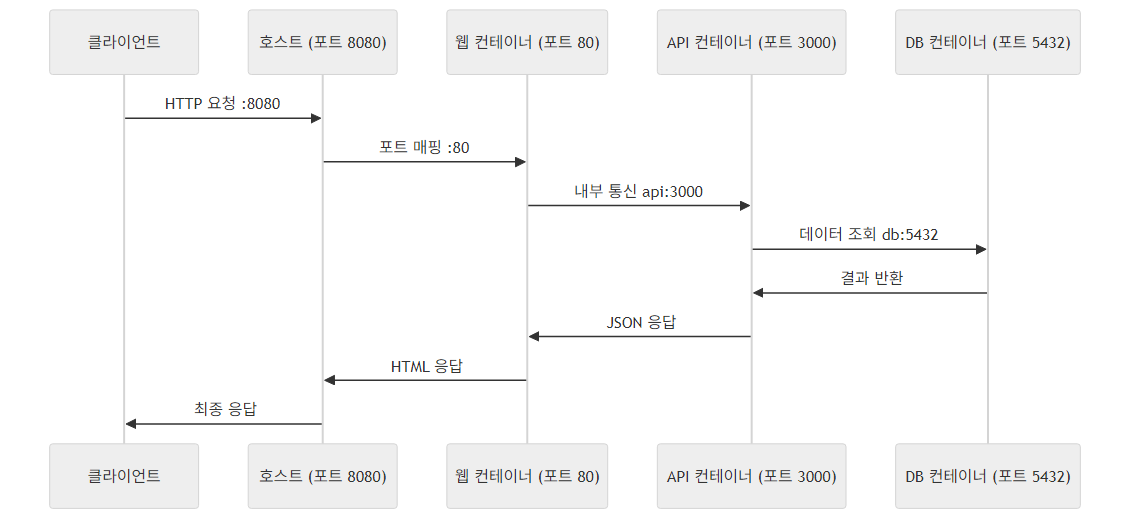 클라이언트
호스트 (포트 8080)
웹 컨테이너 (포트 80)
API 컨테이너 (포트 3000)
DB 컨테이너 (포트 5432)
HTTP 요청 :8080
포트 매핑 :80
내부 통신 api:3000
데이터 조회 db:5432
결과 반환
JSON 응답
HTML 응답
최종 응답
클라이언트
호스트 (포트 8080)
웹 컨테이너 (포트 80)
API 컨테이너 (포트 3000)
DB 컨테이너 (포트 5432)